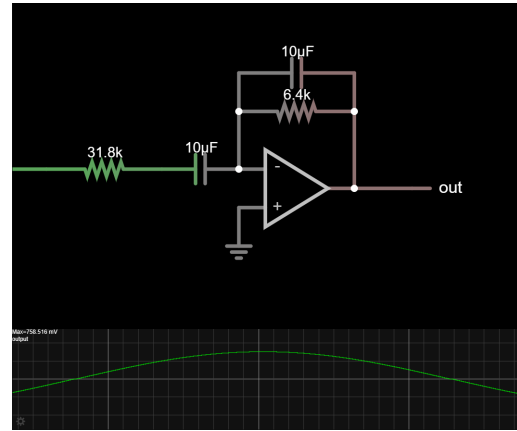 10µF
6.4k
31.8k
10µF
-
+
out
Max=758.516 mV
output